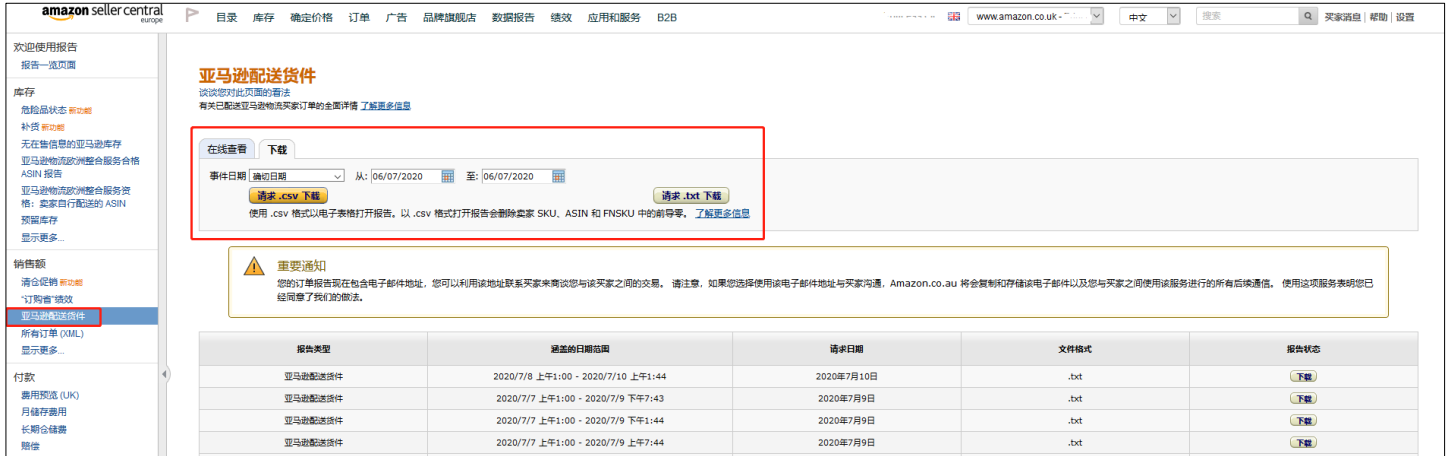 amazon seller central
europe
目录 库存 确定价格 订单 广告 品牌旗舰店 数据报告 绩效 应用和服务 B2B
www.amazon.co.uk - 中文 搜索 买家消息 | 帮助 | 设置
欢迎使用报告
报告一览页面
库存
危险品状态 新功能
补货 新功能
无在售信息的亚马逊库存
亚马逊物流欧洲整合服务合格
ASIN 报告
亚马逊物流欧洲整合服务资
格：卖家自行配送的 ASIN
预留库存
显示更多...
销售额
清仓促销 新功能
“订购省”绩效
亚马逊配送货件
所有订单 (XML)
显示更多...
付款
费用预览 (UK)
月储存费用
长期仓储费
赔偿
亚马逊配送货件
谈谈您对此页面的看法
有关已配送亚马逊物流买家订单的全面详情 了解更多信息
在线查看 下载
事件日期 确切日期 从: 06/07/2020 至: 06/07/2020
请求 .csv 下载 请求 .txt 下载
使用 .csv 格式以电子表格打开报告。以 .csv 格式打开报告会删除卖家 SKU、ASIN 和 FNSKU 中的前导零。 了解更多信息
重要通知
您的订单报告现在包含电子邮件地址，您可以利用该地址联系买家来商谈您与该买家之间的交易。 请注意，如果您选择使用该电子邮件地址与买家沟通，Amazon.co.au 将会复制和存储该电子邮件以及您与买家之间使用该服务进行的所有后续通信。 使用这项服务表明您已
经同意了我们的做法。
报告类型 涵盖的日期范围 请求日期 文件格式 报告状态
亚马逊配送货件 2020/7/8 上午1:00 - 2020/7/10 上午1:44 2020年7月10日 .txt 下载
亚马逊配送货件 2020/7/7 上午1:00 - 2020/7/9 下午7:43 2020年7月9日 .txt 下载
亚马逊配送货件 2020/7/7 上午1:00 - 2020/7/9 下午1:44 2020年7月9日 .txt 下载
亚马逊配送货件 2020/7/7 上午1:00 - 2020/7/9 上午7:44 2020年7月9日 .txt 下载